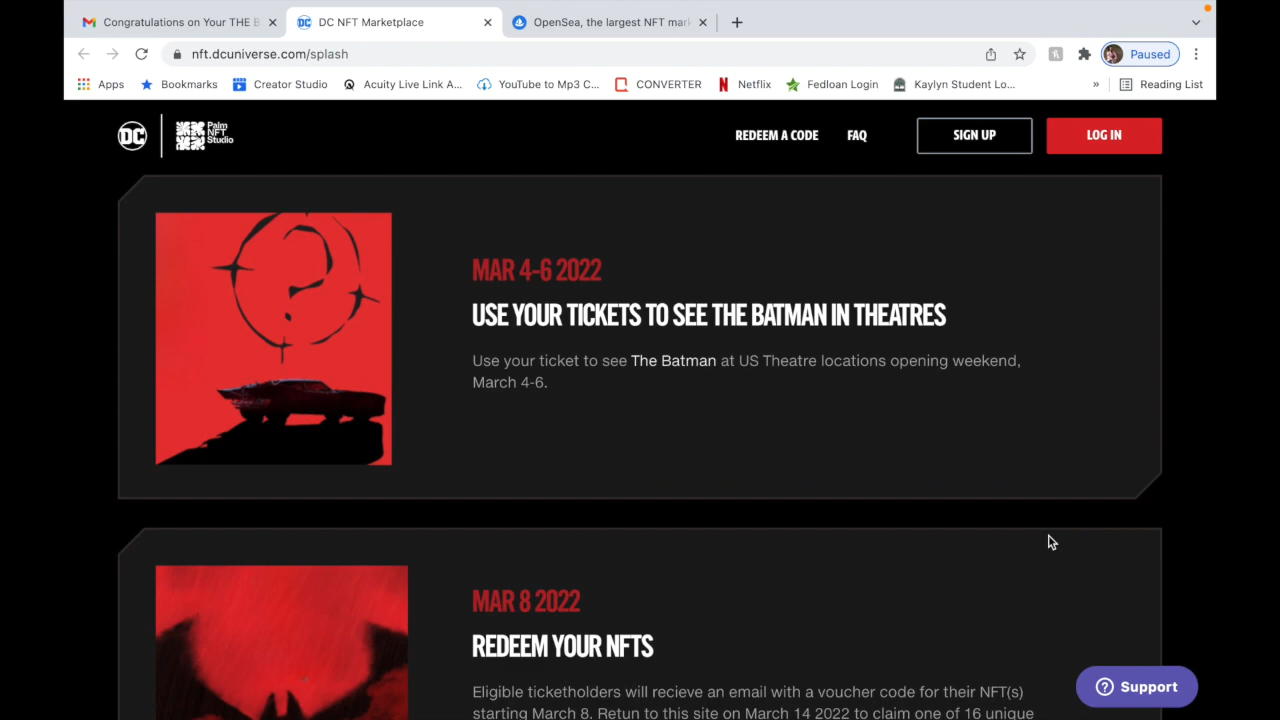 Congratulations on Your THE B
DC NFT Marketplace
OpenSea, the largest NFT mark
nft.dcuniverse.com/splash
Paused
Apps
Bookmarks
Creator Studio
Acuity Live Link A...
YouTube to Mp3 C...
CONVERTER
Netflix
Fedloan Login
Kaylyn Student Lo...
»
Reading List
DC
Palm
NFT
Studio
REDEEM A CODE
FAQ
SIGN UP
LOG IN
MAR 4-6 2022
USE YOUR TICKETS TO SEE THE BATMAN IN THEATRES
Use your ticket to see The Batman at US Theatre locations opening weekend,
March 4-6.
MAR 8 2022
REDEEM YOUR NFTS
Eligible ticketholders will recieve an email with a voucher code for their NFT(s)
starting March 8. Retun to this site on March 14 2022 to claim one of 16 unique
Support